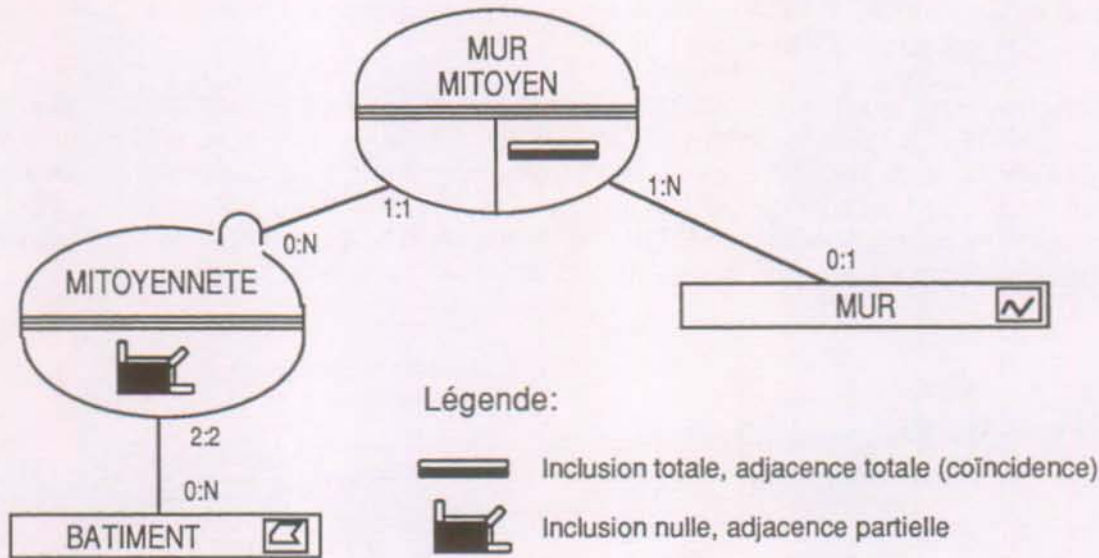 MUR
MITOYEN
1:1
1:N
0:N
0:1
MITOYENNETE
MUR
2:2
0:N
BATIMENT
Légende:
Inclusion totale, adjacence totale (coïncidence)
Inclusion nulle, adjacence partielle